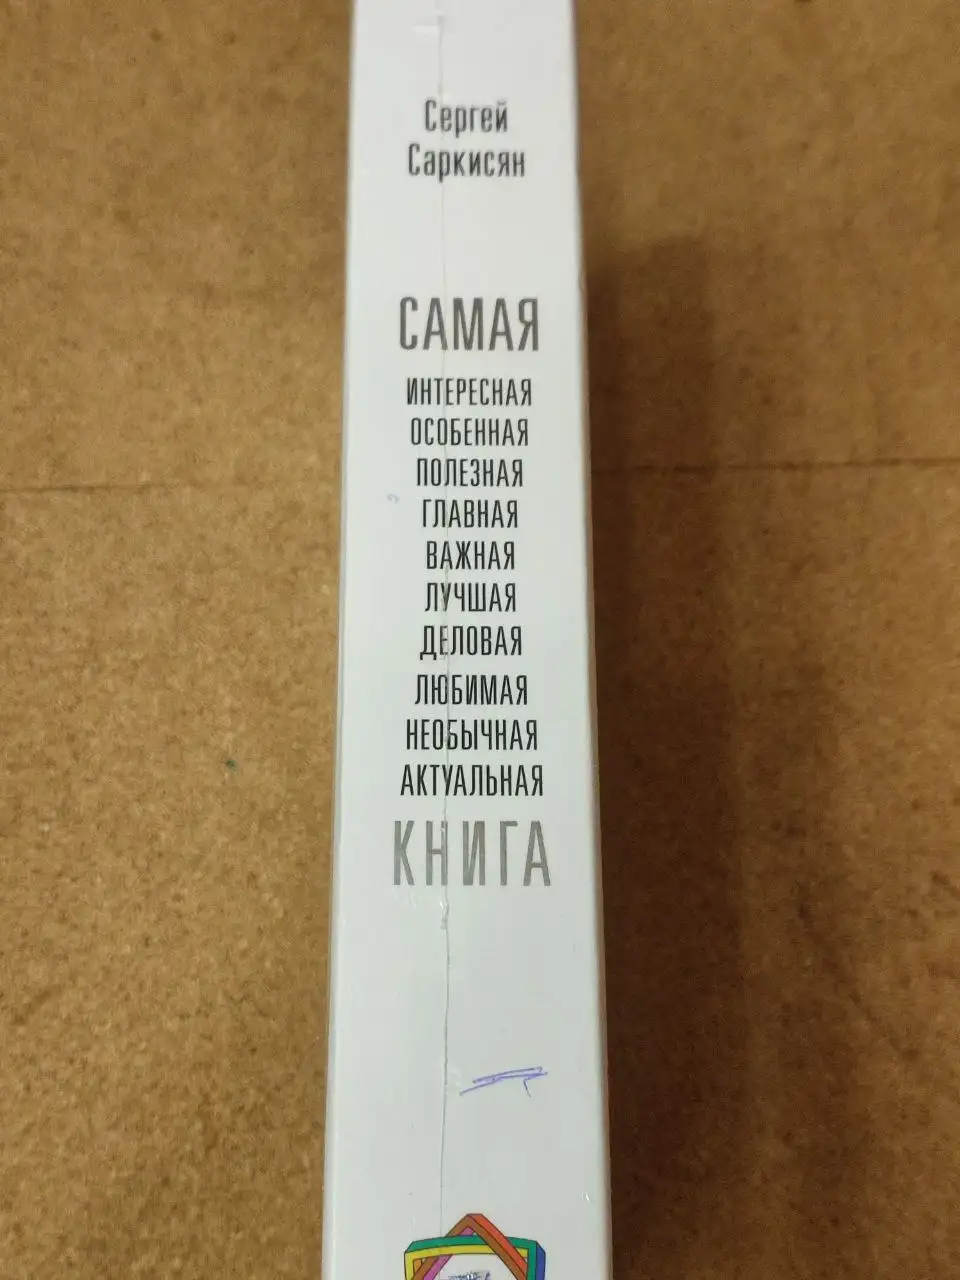 Сергей
Саркисян
САМАЯ
ИНТЕРЕСНАЯ
ОСОБЕННАЯ
ПОЛЕЗНАЯ
ГЛАВНАЯ
ВАЖНАЯ
ЛУЧШАЯ
ДЕЛОВАЯ
ЛЮБИМАЯ
НЕОБЫЧНАЯ
АКТУАЛЬНАЯ
КНИГА